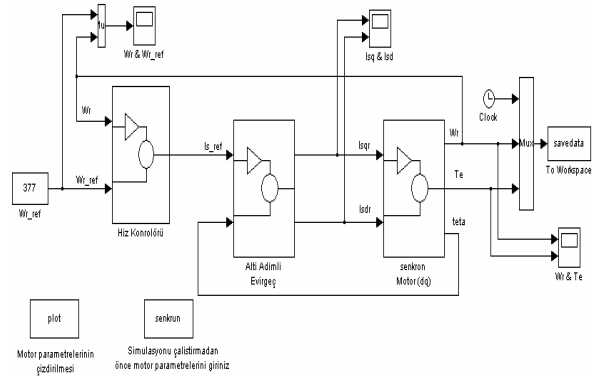 Mu
Wr & Wr_ref
Isq & Isd
Wr
Wr_ref
377
Wr_ref
Hiz Konrolörü
Is_ref
Alti Adimli
Evirgeç
Isqr
Isdr
senkron
Motor (dq)
Wr
Te
teta
Clock
Mux
savedata
To Workspace
Wr & Te
plot
Motor parametrelerinin
çizdirilmesi
senkrun
Simulasyonu çalistirmadan
önce motor parametrelerini giriniz